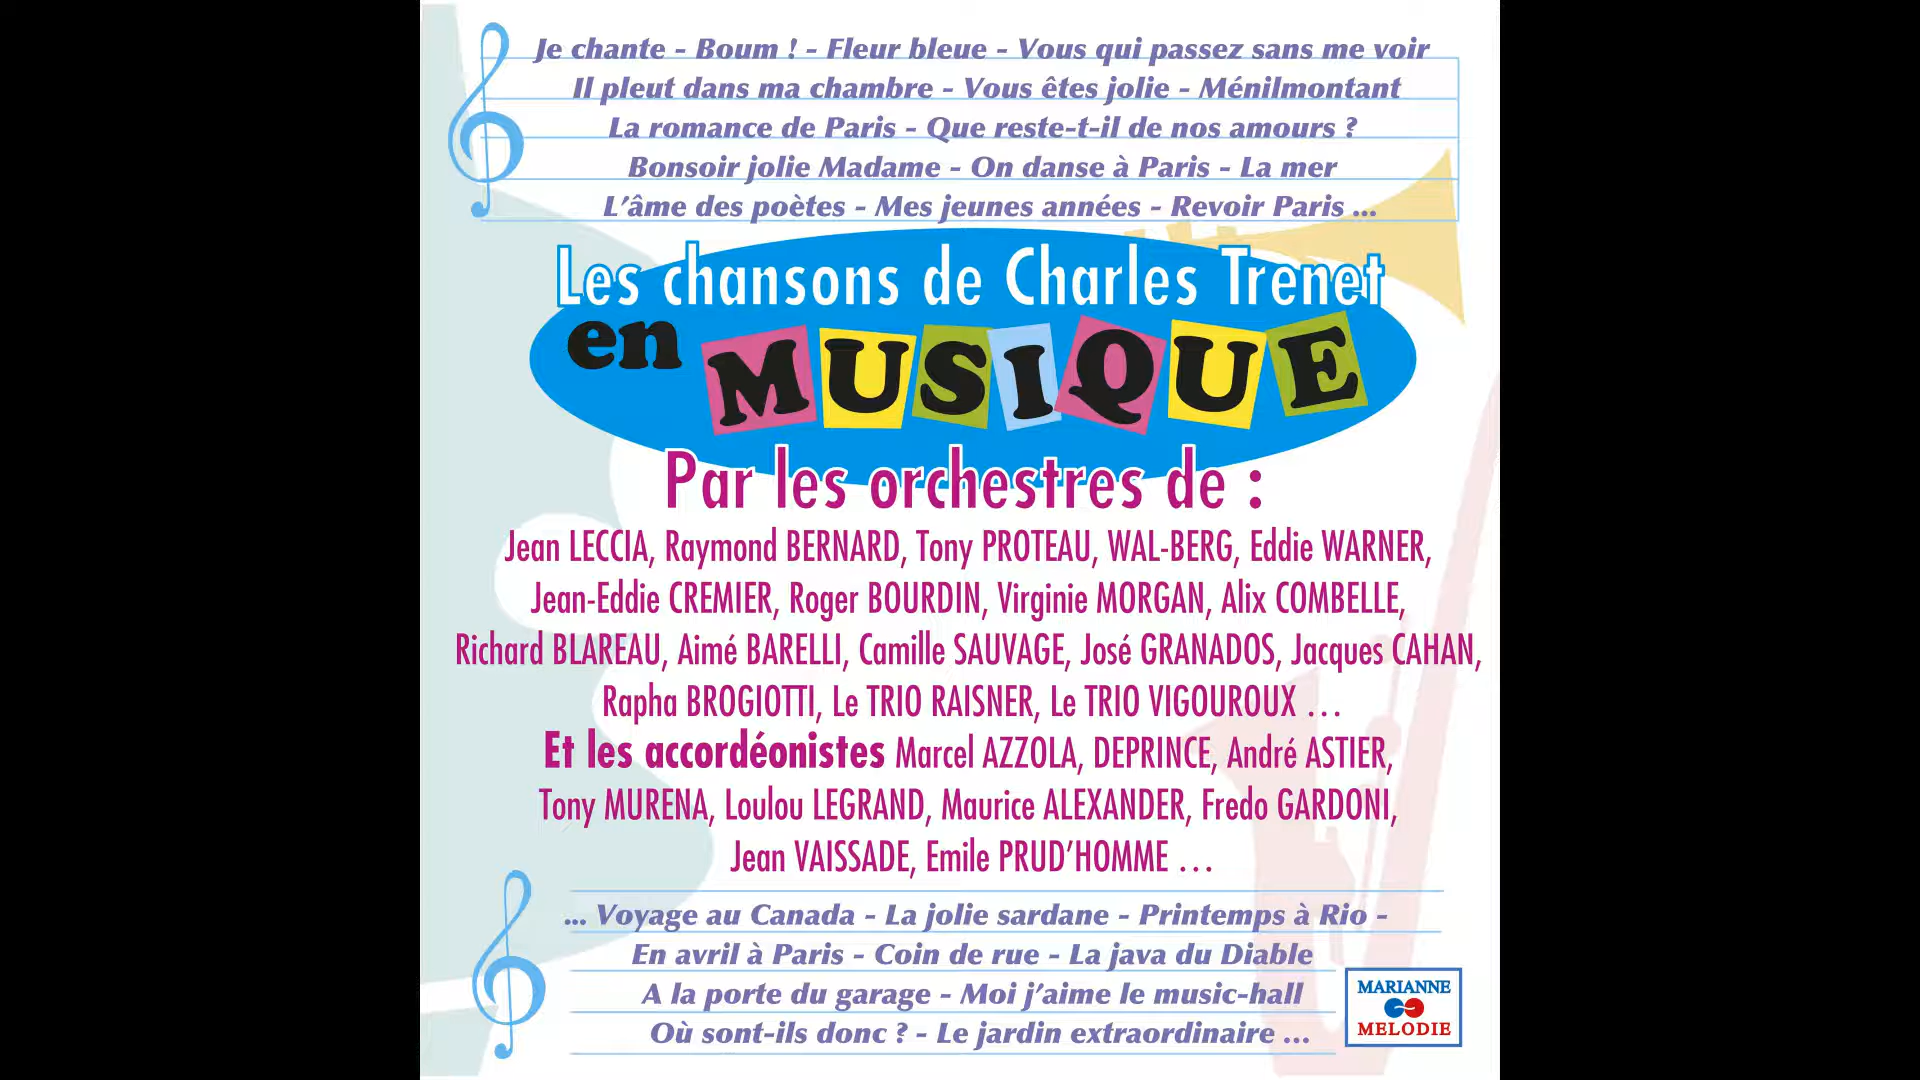 Je chante - Boum ! - Fleur bleue - Vous qui passez sans me voir
Il pleut dans ma chambre - Vous êtes jolie - Ménilmontant
La romance de Paris - Que reste-t-il de nos amours ?
Bonsoir jolie Madame - On danse à Paris - La mer
L'âme des poètes - Mes jeunes années - Revoir Paris ...
Les chansons de Charles Trenet
en MUSIQUE
Par les orchestres de :
Jean LECCIA, Raymond BERNARD, Tony PROTEAU, WAL-BERG, Eddie WARNER,
Jean-Eddie CREMIER, Roger BOURDIN, Virginie MORGAN, Alix COMBELLE,
Richard BLAREAU, Aimé BARELLI, Camille SAUVAGE, José GRANADOS, Jacques CAHAN,
Rapha BROGIOTTI, Le TRIO RAISNER, Le TRIO VIGOUROUX ...
Et les accordéonistes Marcel AZZOLA, DEPRINCE, André ASTIER,
Tony MURENA, Loulou LEGRAND, Maurice ALEXANDER, Fredo GARDONI,
Jean VAISSADE, Emile PRUD'HOMME ...
... Voyage au Canada - La jolie sardane - Printemps à Rio -
En avril à Paris - Coin de rue - La java du Diable
A la porte du garage - Moi j'aime le music-hall
Où sont-ils donc ? - Le jardin extraordinaire ...
MARIANNE
MELODIE